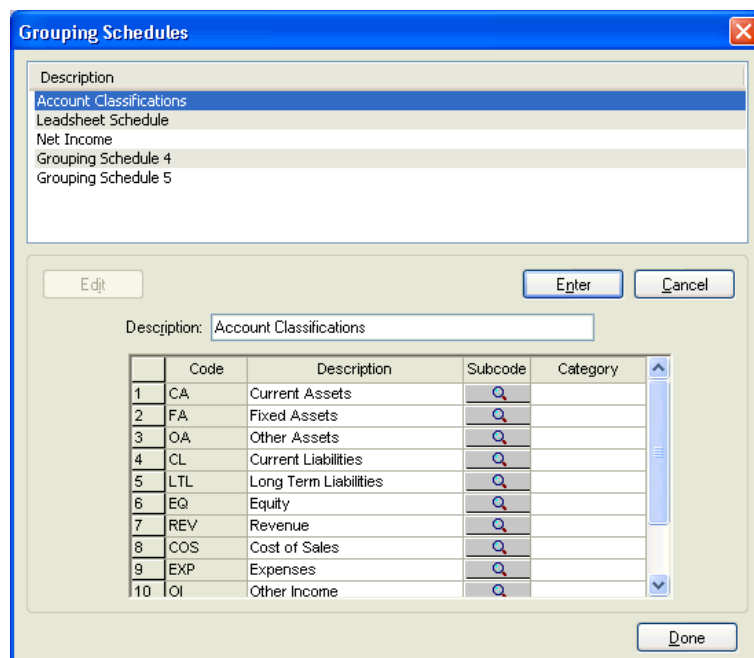 Grouping Schedules
Description
Account Classifications
Leadsheet Schedule
Net Income
Grouping Schedule 4
Grouping Schedule 5
Edit Enter Cancel
Description: Account Classifications
Code Description Subcode Category
1 CA Current Assets
2 FA Fixed Assets
3 OA Other Assets
4 CL Current Liabilities
5 LTL Long Term Liabilities
6 EQ Equity
7 REV Revenue
8 COS Cost of Sales
9 EXP Expenses
10 OI Other Income
Done